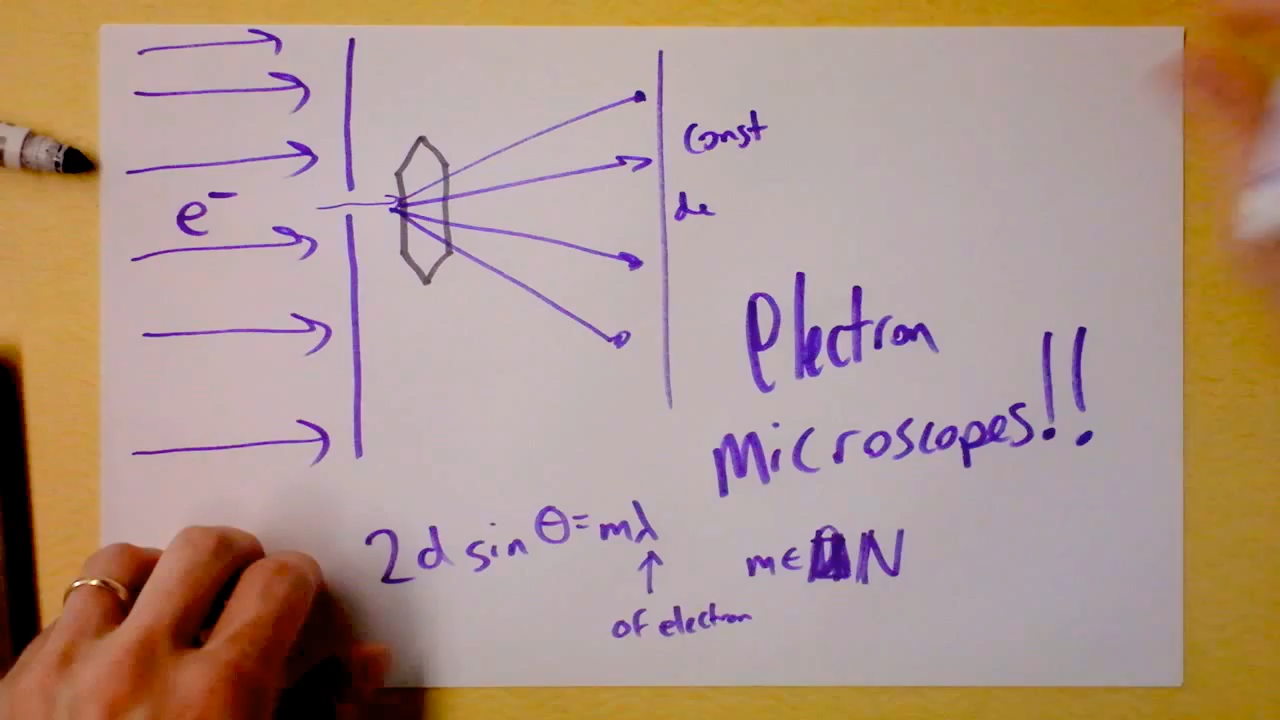 e⁻
const
de
electron
microscopes!!
2d sin θ = mλ
m ∈ N
↑
of electron